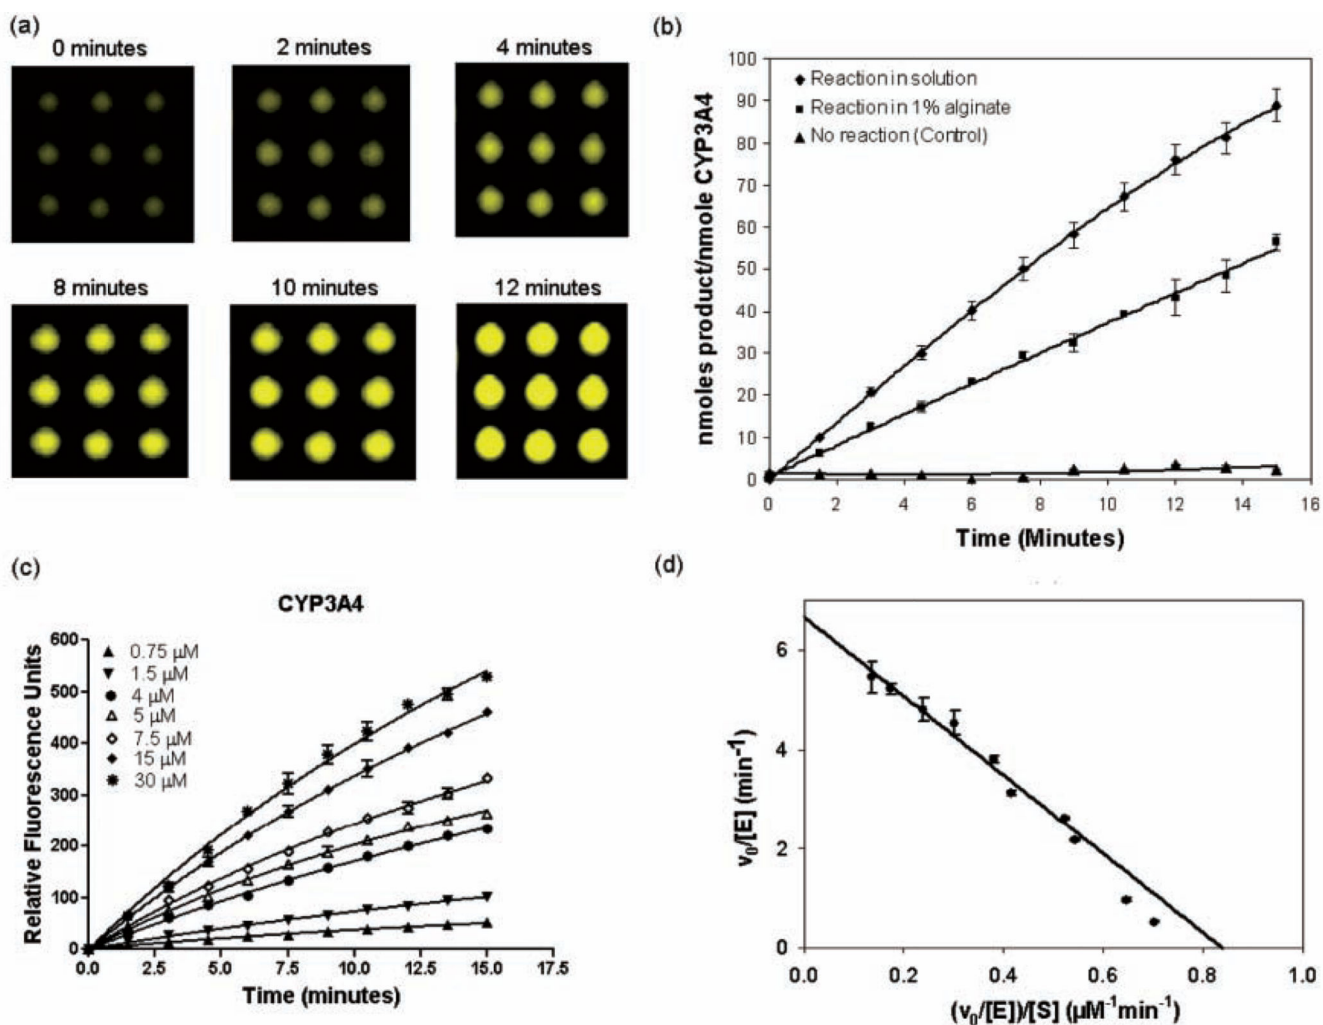 (a)
0 minutes
2 minutes
4 minutes
8 minutes
10 minutes
12 minutes
(b)
nmoles product/nmole CYP3A4
100
90
80
70
60
50
40
30
20
10
0
Reaction in solution
Reaction in 1% alginate
No reaction (Control)
0 2 4 6 8 10 12 14 16
Time (Minutes)
(c)
CYP3A4
Relative Fluorescence Units
600
500
400
300
200
100
0
0.75 µM
1.5 µM
4 µM
5 µM
7.5 µM
15 µM
30 µM
0.0 2.5 5.0 7.5 10.0 12.5 15.0 17.5
Time (minutes)
(d)
v₀/[E] (min⁻¹)
6
4
2
0
0.0 0.2 0.4 0.6 0.8 1.0
(v₀/[E])/[S] (µM⁻¹min⁻¹)